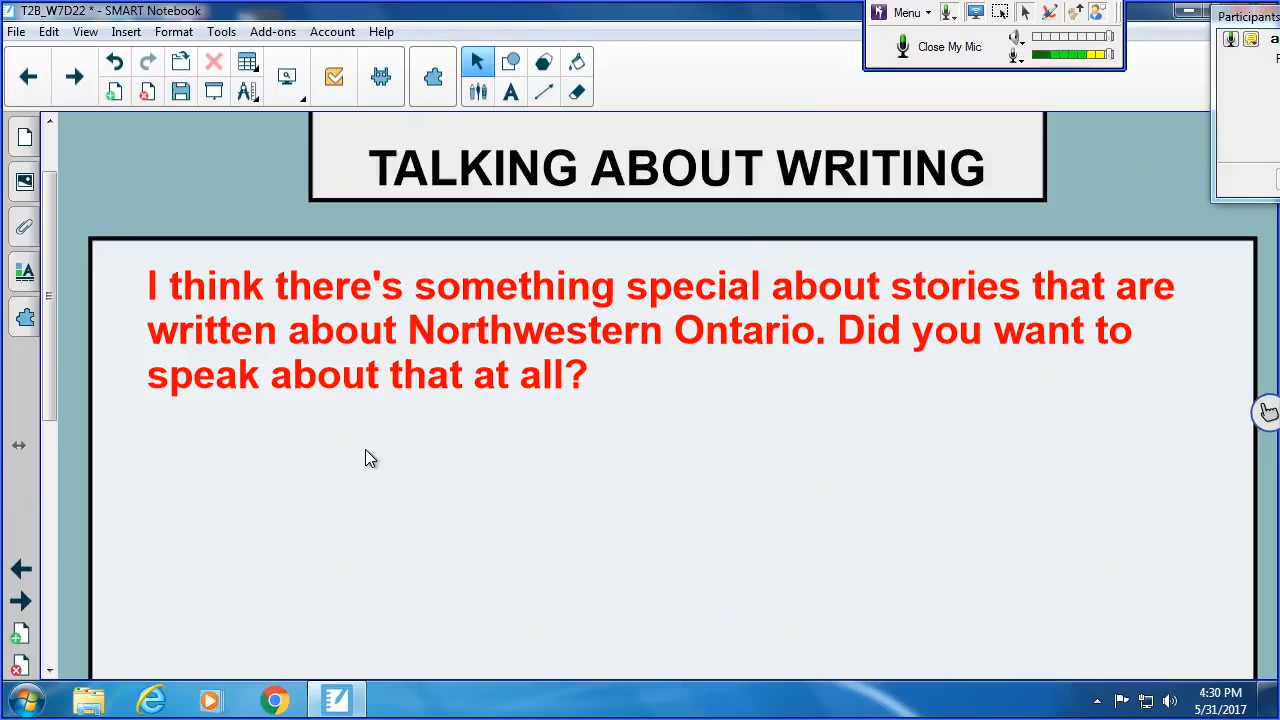 T2B_W7D22 * - SMART Notebook
Menu
Participants
File Edit View Insert Format Tools Add-ons Account Help
Close My Mic
TALKING ABOUT WRITING
I think there's something special about stories that are
written about Northwestern Ontario. Did you want to
speak about that at all?
4:30 PM
5/31/2017